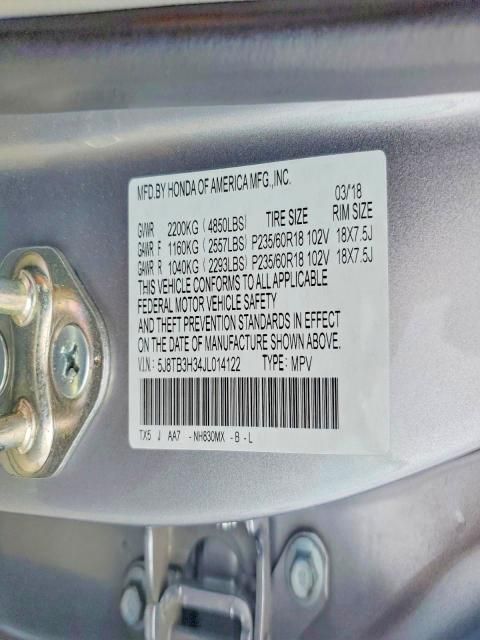 MFD.BY HONDA OF AMERICA MFG.,INC. 03/18
GVWR 2200KG (4850LBS) TIRE SIZE RIM SIZE
GAWR F 1160KG (2557LBS) P235/60R18 102V 18X7.5J
GAWR R 1040KG (2293LBS) P235/60R18 102V 18X7.5J
THIS VEHICLE CONFORMS TO ALL APPLICABLE
FEDERAL MOTOR VEHICLE SAFETY
AND THEFT PREVENTION STANDARDS IN EFFECT
ON THE DATE OF MANUFACTURE SHOWN ABOVE.
V.I.N.: 5J8TB3H34JL014122 TYPE: MPV
TX5 J AA7 -NH830MX -B-L